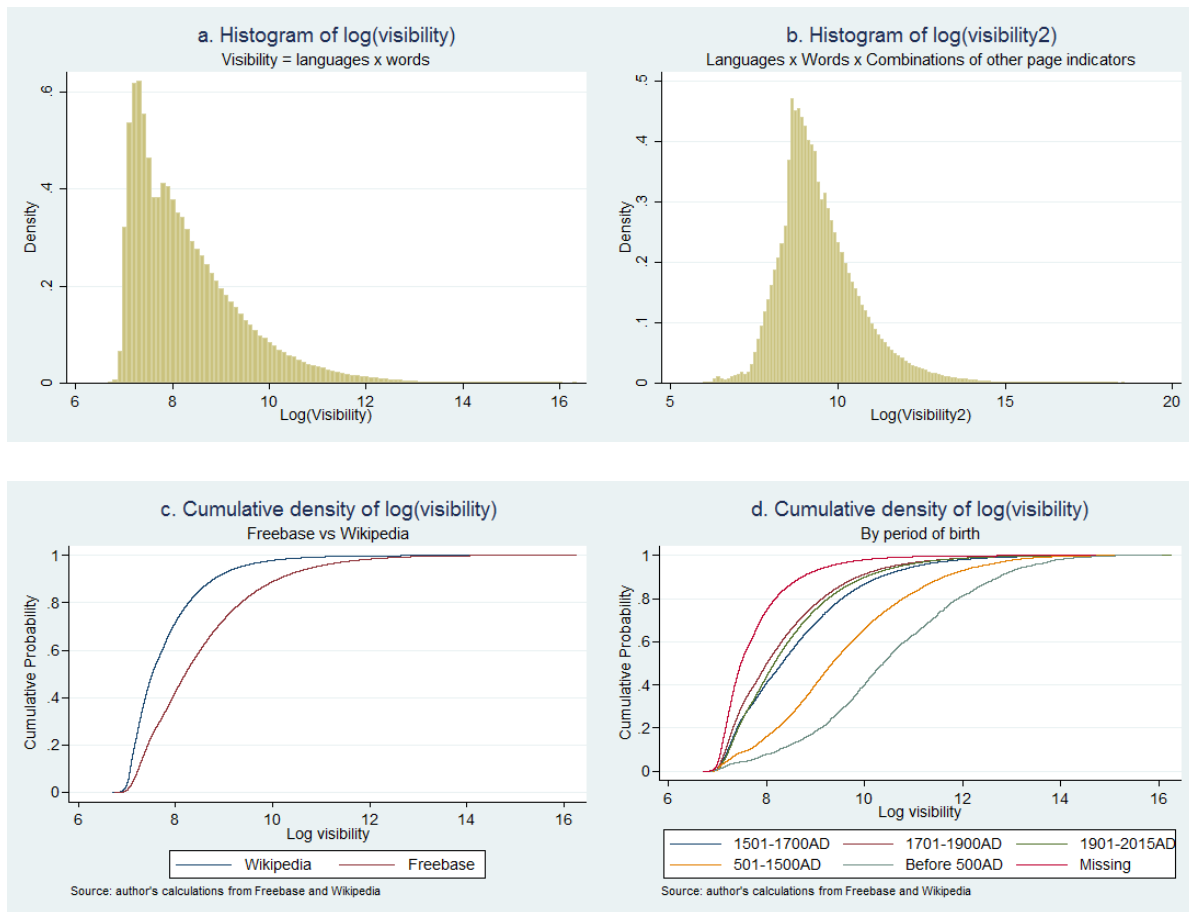 a. Histogram of log(visibility)
Visibility = languages x words
.6
.4
.2
0
Density
6 8 10 12 14 16
Log(Visibility)
b. Histogram of log(visibility2)
Languages x Words x Combinations of other page indicators
.5
.4
.3
.2
.1
0
Density
5 10 15 20
Log(Visibility2)
c. Cumulative density of log(visibility)
Freebase vs Wikipedia
1
.8
.6
.4
.2
0
Cumulative Probability
6 8 10 12 14 16
Log visibility
Wikipedia Freebase
Source: author's calculations from Freebase and Wikipedia
d. Cumulative density of log(visibility)
By period of birth
1
.8
.6
.4
.2
0
Cumulative Probability
6 8 10 12 14 16
Log visibility
1501-1700AD 1701-1900AD 1901-2015AD
501-1500AD Before 500AD Missing
Source: author's calculations from Freebase and Wikipedia